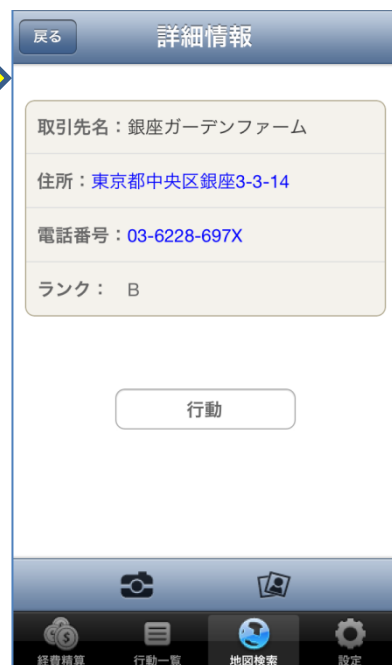 戻る
詳細情報
取引先名：銀座ガーデンファーム
住所：東京都中央区銀座3-3-14
電話番号：03-6228-697X
ランク： B
行動
経費精算 行動一覧 地図検索 設定